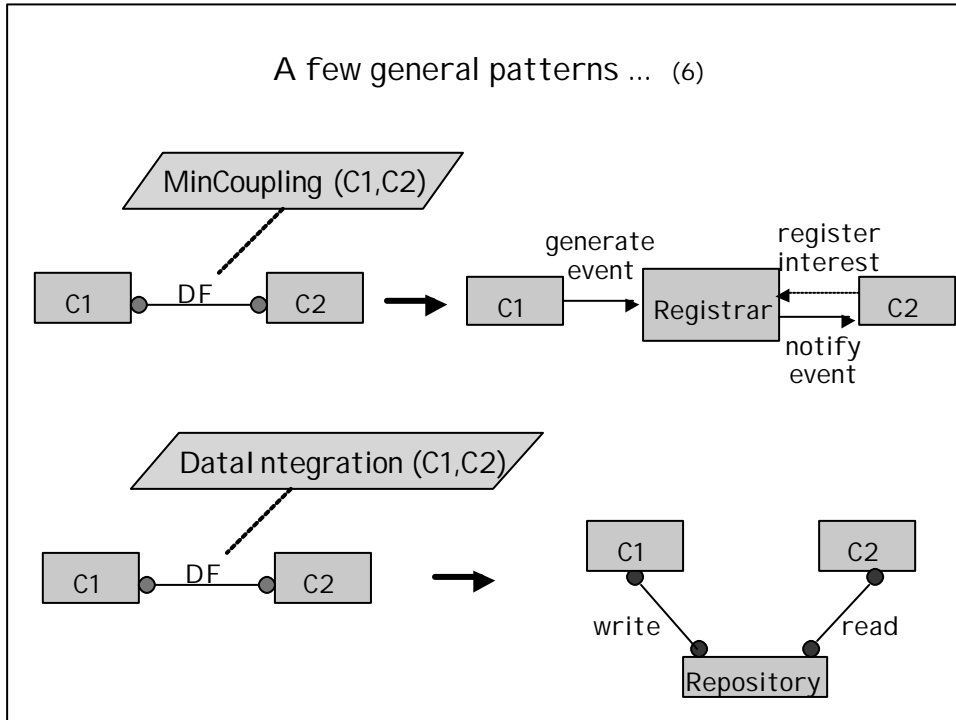 A few general patterns ... (6)
MinCoupling (C1,C2)
C1
DF
C2
generate
event
register
interest
C1
Registrar
C2
notify
event
DataIntegration (C1,C2)
C1
DF
C2
C1
C2
write
read
Repository